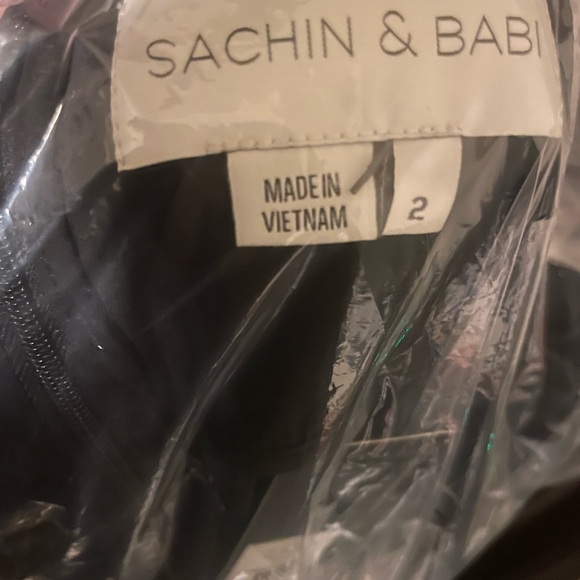 SACHIN & BABI
MADE IN
VIETNAM
2